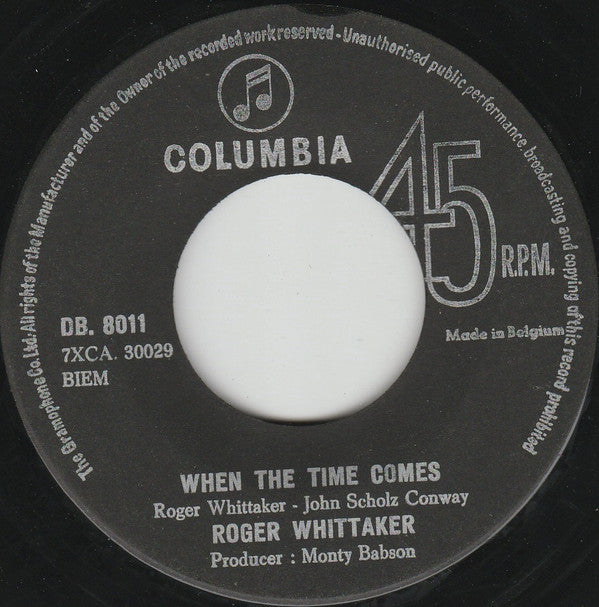 The Gramophone Co. Ltd. All rights of the Manufacturer and of the Owner of the recorded work reserved - Unauthorised public performance broadcasting and copying of this record prohibited
COLUMBIA
45
R.P.M.
DB. 8011
7XCA. 30029
BIEM
Made in Belgium
WHEN THE TIME COMES
Roger Whittaker - John Scholz Conway
ROGER WHITTAKER
Producer : Monty Babson